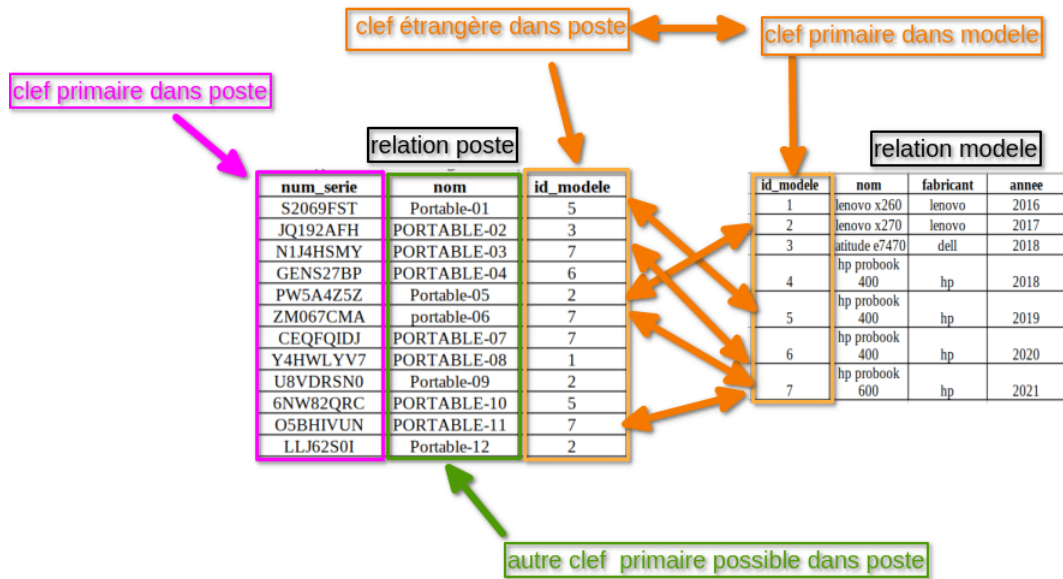 clef étrangère dans poste
clef primaire dans modele
clef primaire dans poste
relation poste
relation modele
num_serie nom id_modele
S2069FST Portable-01 5
JQ192AFH PORTABLE-02 3
N1J4HSMY PORTABLE-03 7
GENS27BP PORTABLE-04 6
PW5A4Z5Z Portable-05 2
ZM067CMA portable-06 7
CEQFQIDJ PORTABLE-07 7
Y4HWLYV7 PORTABLE-08 1
U8VDRSN0 Portable-09 2
6NW82QRC PORTABLE-10 5
O5BHIVUN PORTABLE-11 7
LLJ62S0I Portable-12 2
id_modele nom fabricant annee
1 lenovo x260 lenovo 2016
2 lenovo x270 lenovo 2017
3 atitude e7470 dell 2018
hp probook
4 400 hp 2018
hp probook
5 400 hp 2019
hp probook
6 400 hp 2020
hp probook
7 600 hp 2021
autre clef primaire possible dans poste